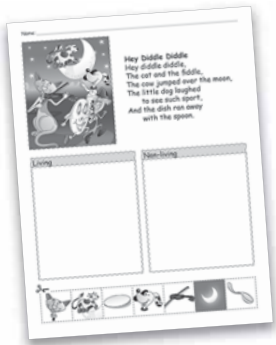 Name
Hey Diddle Diddle
Hey diddle diddle,
The cat and the fiddle,
The cow jumped over the moon,
The little dog laughed
to see such sport,
And the dish ran away
with the spoon.
Living
Non-living